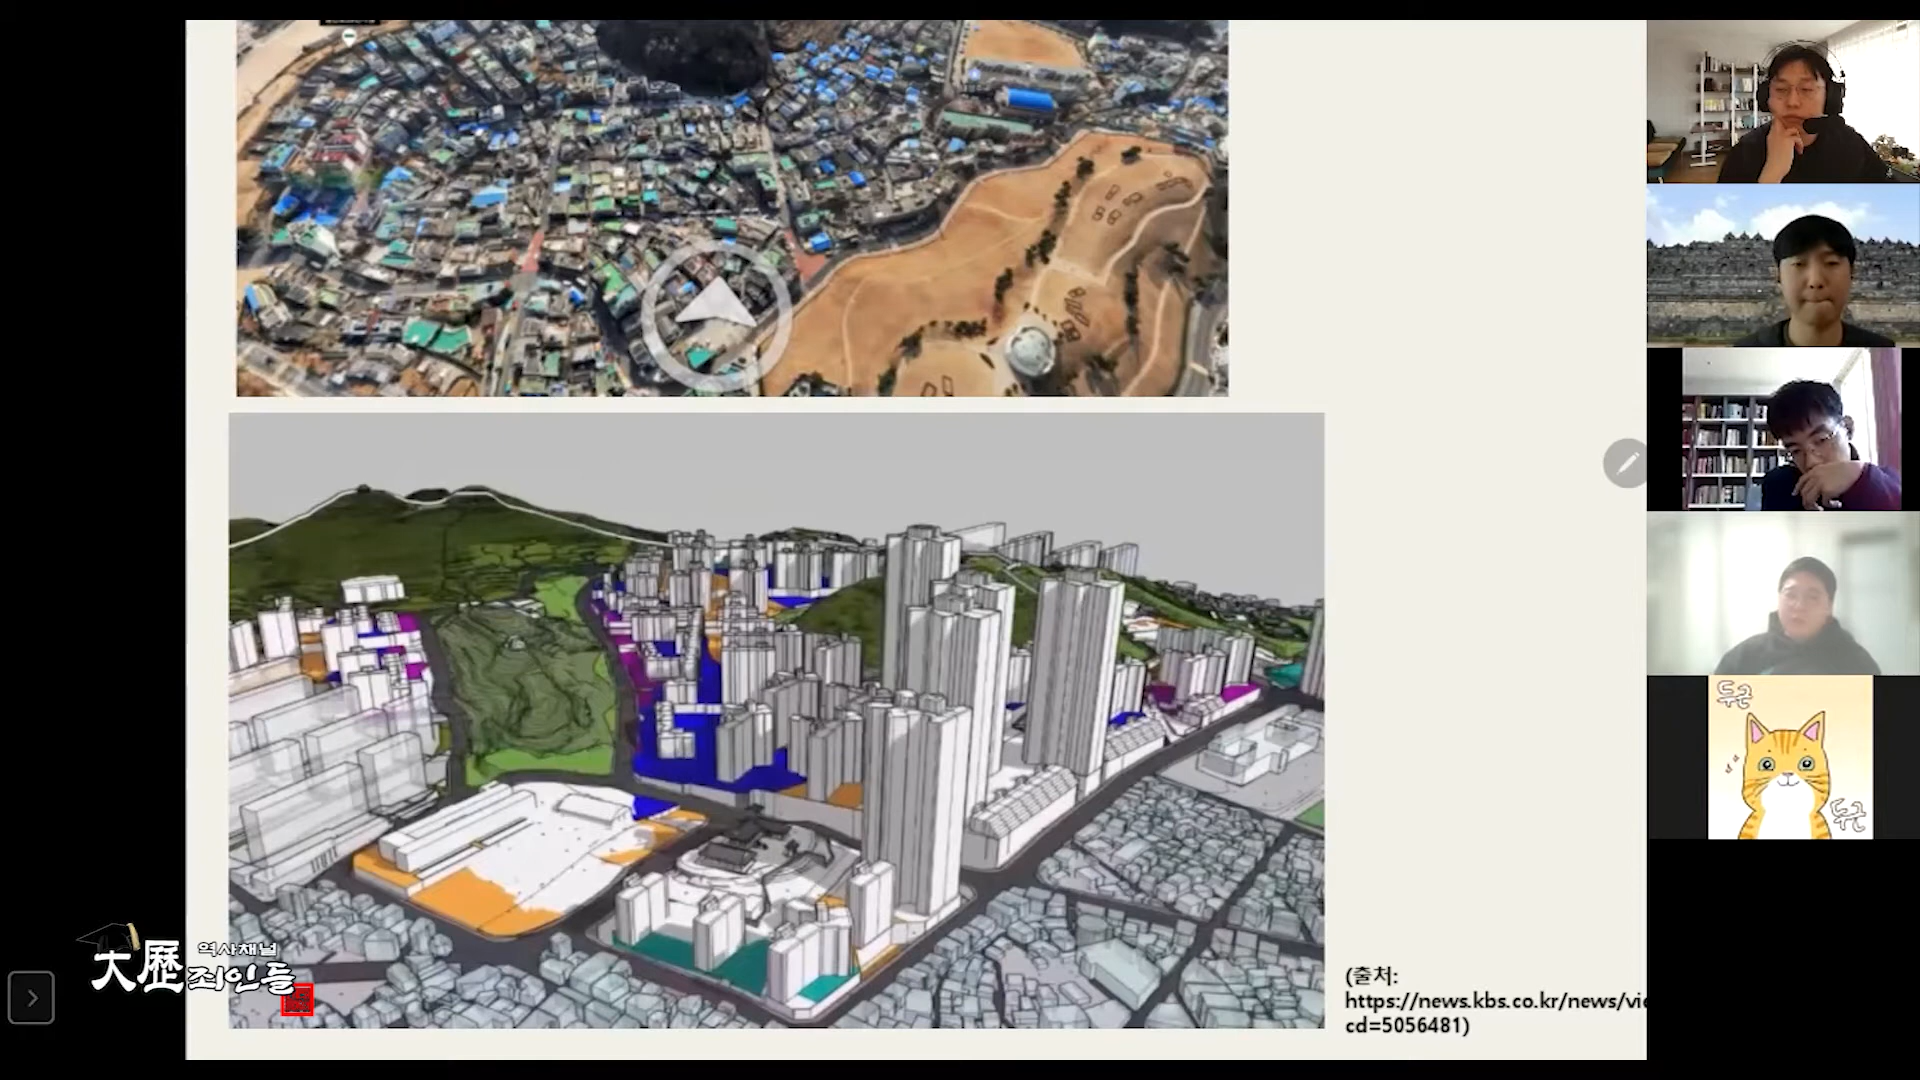 두근
두근
大歷 역사채널
죄인들
(출처:
https://news.kbs.co.kr/news/vi
cd=5056481)